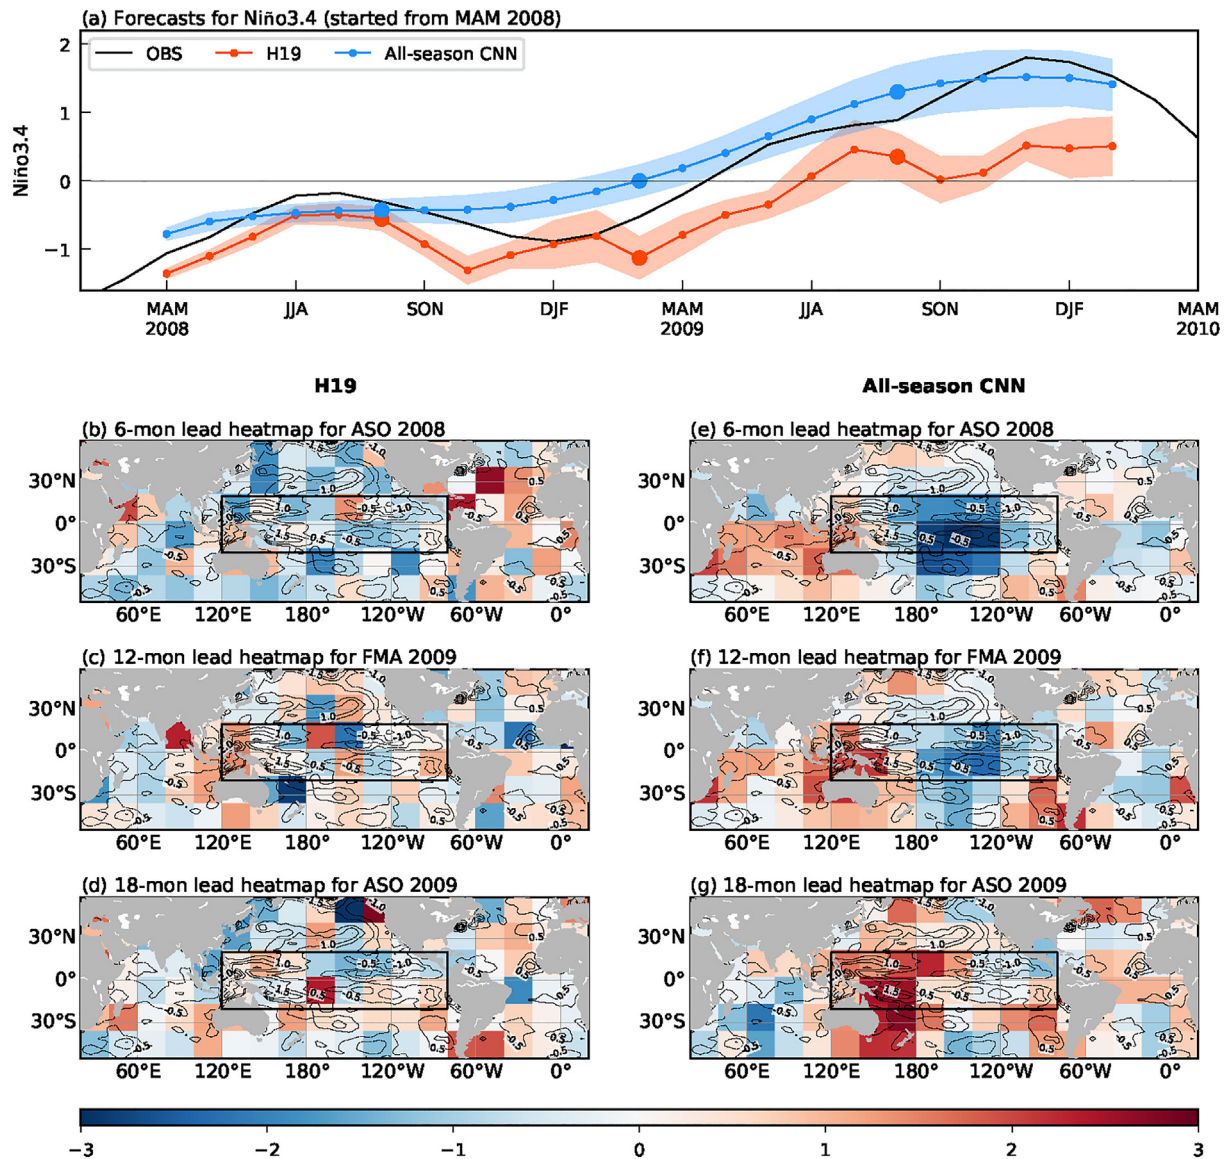 (a) Forecasts for Niño3.4 (started from MAM 2008)
OBS H19 All-season CNN
Niño3.4
2
1
0
−1
MAM 2008 JJA SON DJF MAM 2009 JJA SON DJF MAM 2010
H19 All-season CNN
(b) 6-mon lead heatmap for ASO 2008
30°N
0°
30°S
60°E 120°E 180° 120°W 60°W 0°
(e) 6-mon lead heatmap for ASO 2008
30°N
0°
30°S
60°E 120°E 180° 120°W 60°W 0°
(c) 12-mon lead heatmap for FMA 2009
30°N
0°
30°S
60°E 120°E 180° 120°W 60°W 0°
(f) 12-mon lead heatmap for FMA 2009
30°N
0°
30°S
60°E 120°E 180° 120°W 60°W 0°
(d) 18-mon lead heatmap for ASO 2009
30°N
0°
30°S
60°E 120°E 180° 120°W 60°W 0°
(g) 18-mon lead heatmap for ASO 2009
30°N
0°
30°S
60°E 120°E 180° 120°W 60°W 0°
−3 −2 −1 0 1 2 3